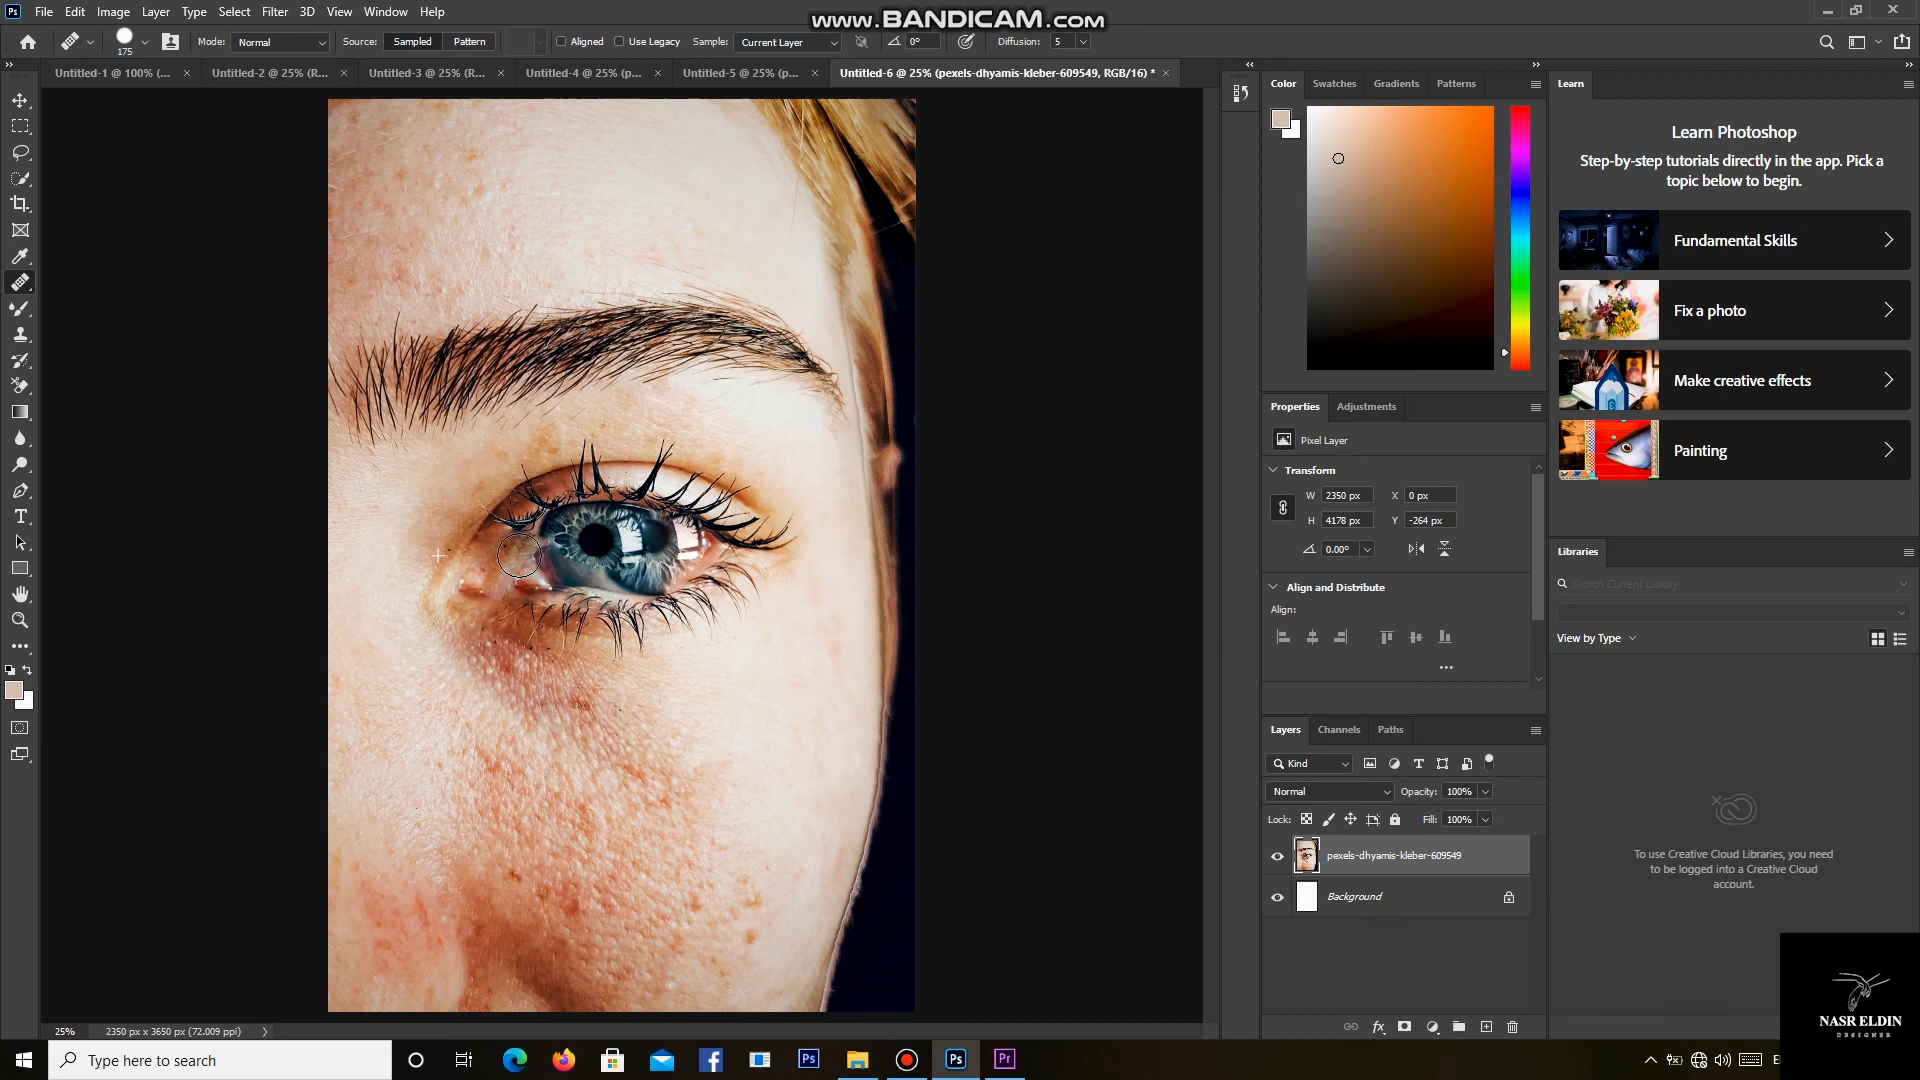 Ps File Edit Image Layer Type Select Filter 3D View Window Help
www.BANDICAM.com
175 Mode: Normal Source: Sampled Pattern Aligned Use Legacy Sample: Current Layer 0° Diffusion: 5
Untitled-1 @ 100% (... Untitled-2 @ 25% (R... Untitled-3 @ 25% (R... Untitled-4 @ 25% (p... Untitled-5 @ 25% (p... Untitled-6 @ 25% (pexels-dhyamis-kleber-609549, RGB/16) *
Color Swatches Gradients Patterns
Learn
Learn Photoshop
Step-by-step tutorials directly in the app. Pick a
topic below to begin.
Fundamental Skills
Fix a photo
Make creative effects
Painting
Properties Adjustments
Pixel Layer
Transform
W 2350 px X 0 px
H 4178 px Y -264 px
0.00°
Align and Distribute
Align:
Libraries
Search Current Library
View by Type
To use Creative Cloud Libraries, you need
to be logged into a Creative Cloud
account.
Layers Channels Paths
Kind
Normal Opacity: 100%
Lock: Fill: 100%
pexels-dhyamis-kleber-609549
Background
fx
25% 2350 px x 3650 px (72.009 ppi)
NASR ELDIN
DESIGNER
Type here to search
Ps Ps Pr